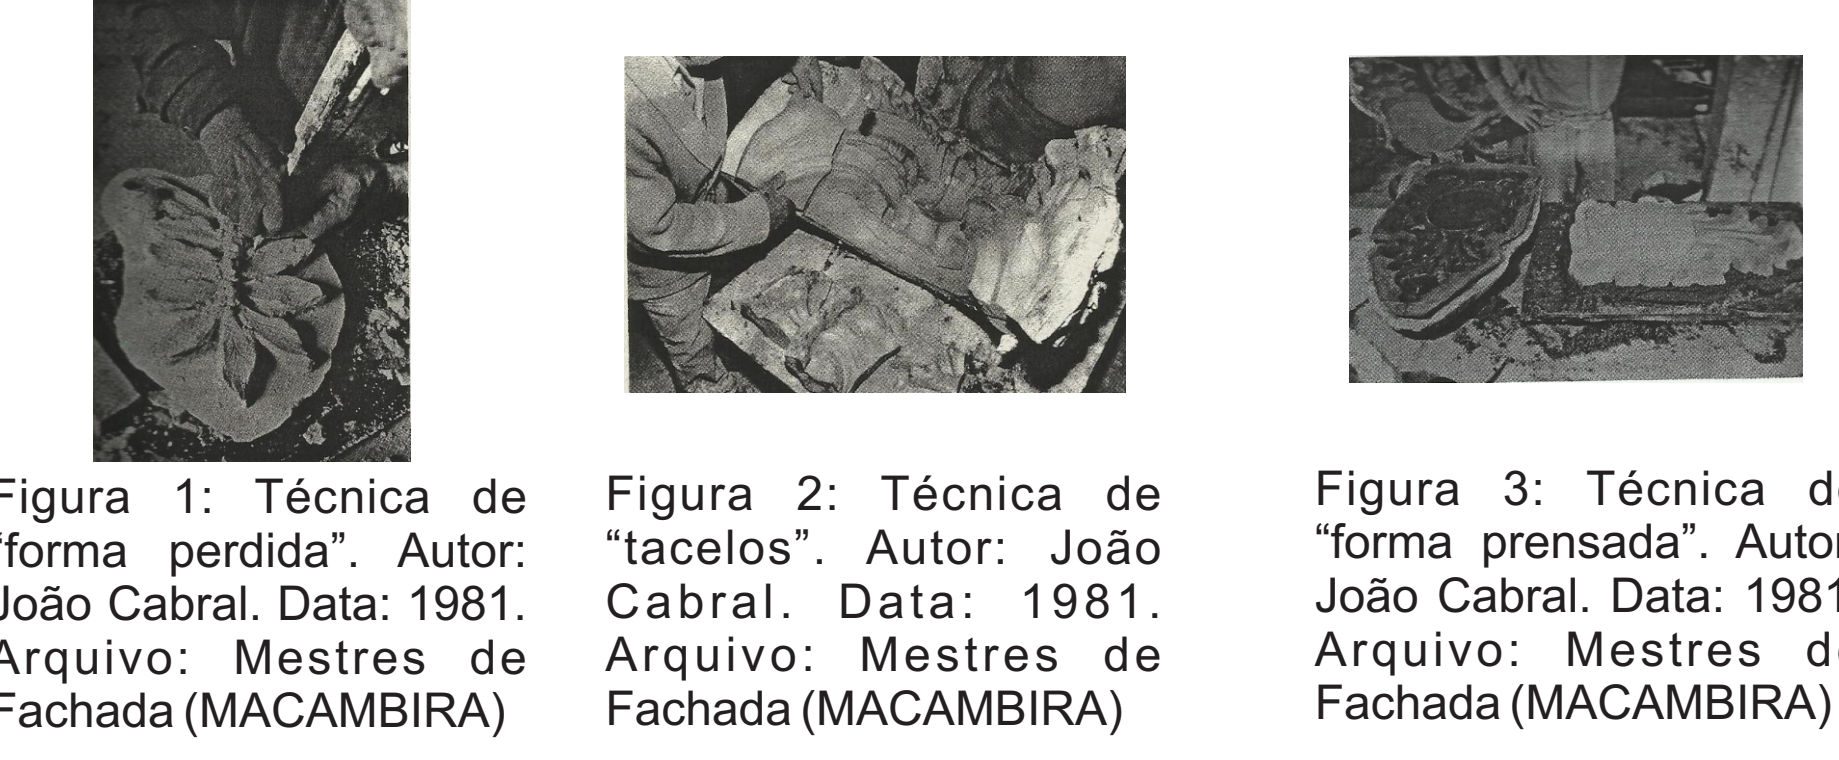 Figura 1: Técnica de
“forma perdida”. Autor:
João Cabral. Data: 1981.
Arquivo: Mestres de
Fachada (MACAMBIRA)
Figura 2: Técnica de
“tacelos”. Autor: João
Cabral. Data: 1981.
Arquivo: Mestres de
Fachada (MACAMBIRA)
Figura 3: Técnica de
“forma prensada”. Autor:
João Cabral. Data: 1981.
Arquivo: Mestres de
Fachada (MACAMBIRA)